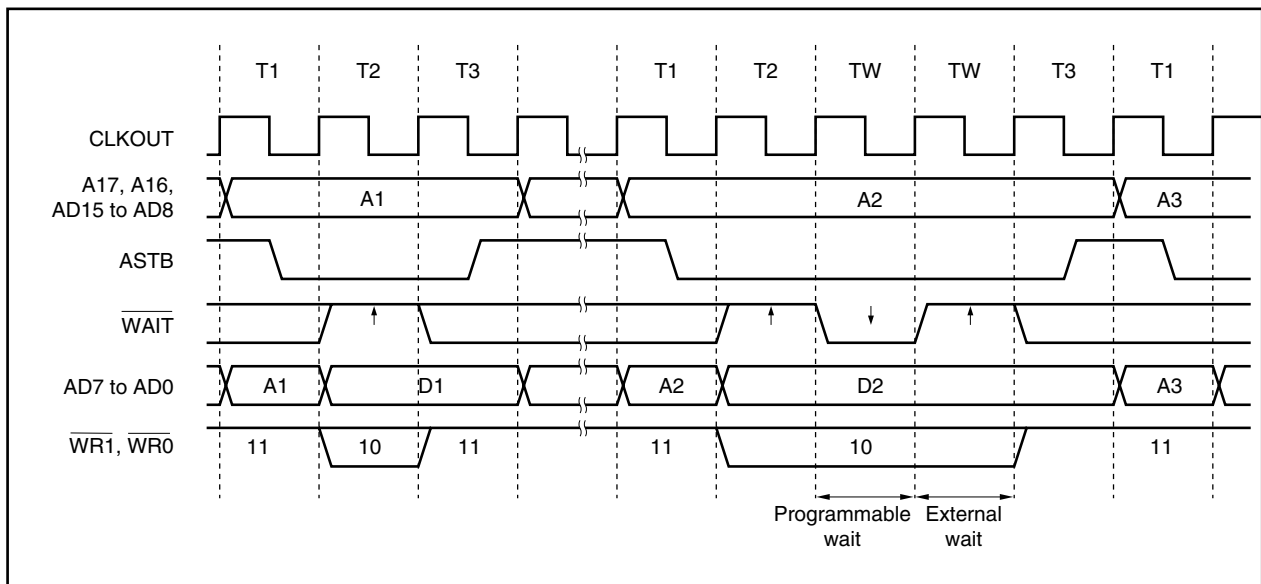 T1 T2 T3 T1 T2 TW TW T3 T1
CLKOUT
A17, A16,
AD15 to AD8
A1 A2 A3
ASTB
WAIT
AD7 to AD0
A1 D1 A2 D2 A3
WR1, WR0
11 10 11 11 10 11
Programmable
wait
External
wait